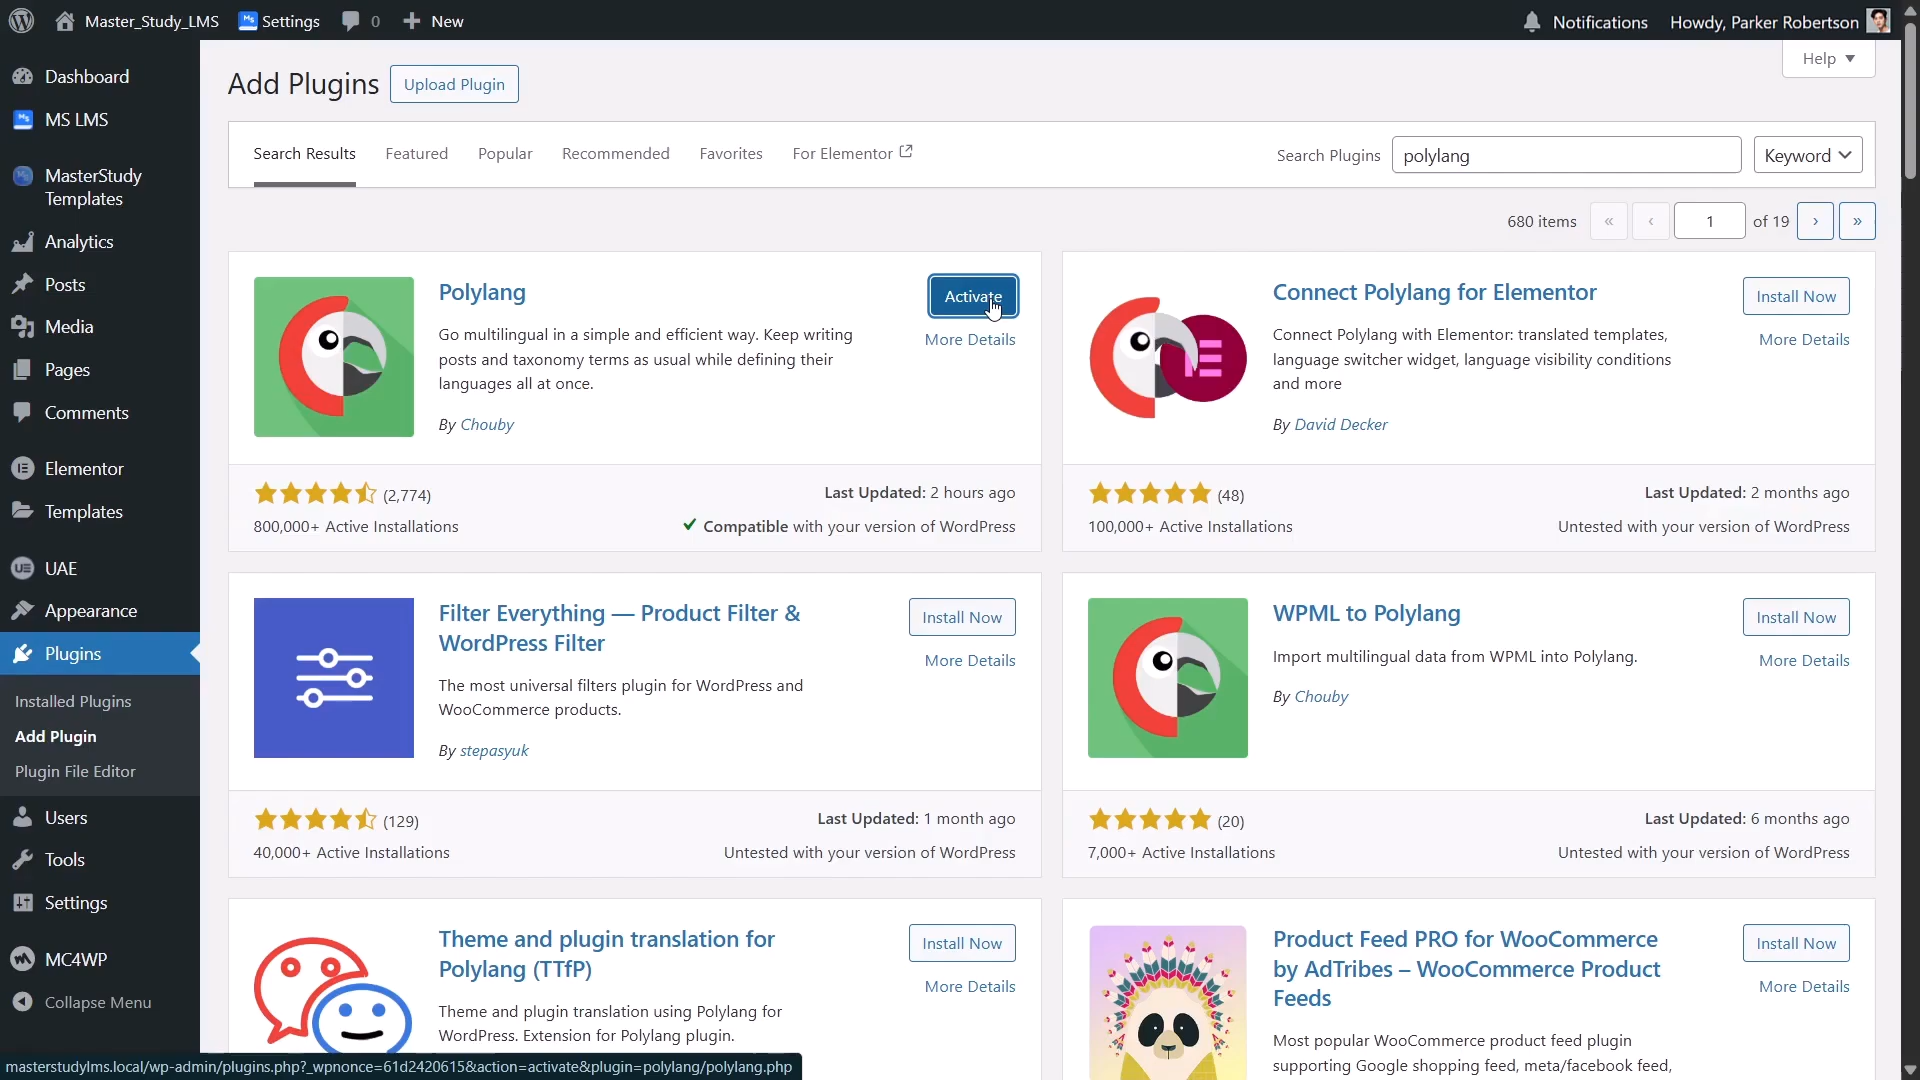 Master_Study_LMS
Settings
0
New
Notifications
Howdy, Parker Robertson
Dashboard
MS LMS
MasterStudy
Templates
Analytics
Posts
Media
Pages
Comments
Elementor
Templates
UAE
Appearance
Plugins
Installed Plugins
Add Plugin
Plugin File Editor
Users
Tools
Settings
MC4WP
Collapse Menu
Help
Add Plugins
Upload Plugin
Search Results
Featured
Popular
Recommended
Favorites
For Elementor
Search Plugins
polylang
Keyword
680 items
«
‹
1
of 19
›
»
Polylang
Activate
More Details
Go multilingual in a simple and efficient way. Keep writing
posts and taxonomy terms as usual while defining their
languages all at once.
By Chouby
(2,774)
Last Updated: 2 hours ago
800,000+ Active Installations
Compatible with your version of WordPress
Connect Polylang for Elementor
Install Now
More Details
Connect Polylang with Elementor: translated templates,
language switcher widget, language visibility conditions
and more
By David Decker
(48)
Last Updated: 2 months ago
100,000+ Active Installations
Untested with your version of WordPress
Filter Everything — Product Filter &
WordPress Filter
Install Now
More Details
The most universal filters plugin for WordPress and
WooCommerce products.
By stepasyuk
(129)
Last Updated: 1 month ago
40,000+ Active Installations
Untested with your version of WordPress
WPML to Polylang
Install Now
More Details
Import multilingual data from WPML into Polylang.
By Chouby
(20)
Last Updated: 6 months ago
7,000+ Active Installations
Untested with your version of WordPress
Theme and plugin translation for
Polylang (TTfP)
Install Now
More Details
Theme and plugin translation using Polylang for
WordPress. Extension for Polylang plugin.
Product Feed PRO for WooCommerce
by AdTribes – WooCommerce Product
Feeds
Install Now
More Details
Most popular WooCommerce product feed plugin
supporting Google shopping feed, meta/facebook feed,
masterstudylms.local/wp-admin/plugins.php?_wpnonce=61d2420615&action=activate&plugin=polylang/polylang.php